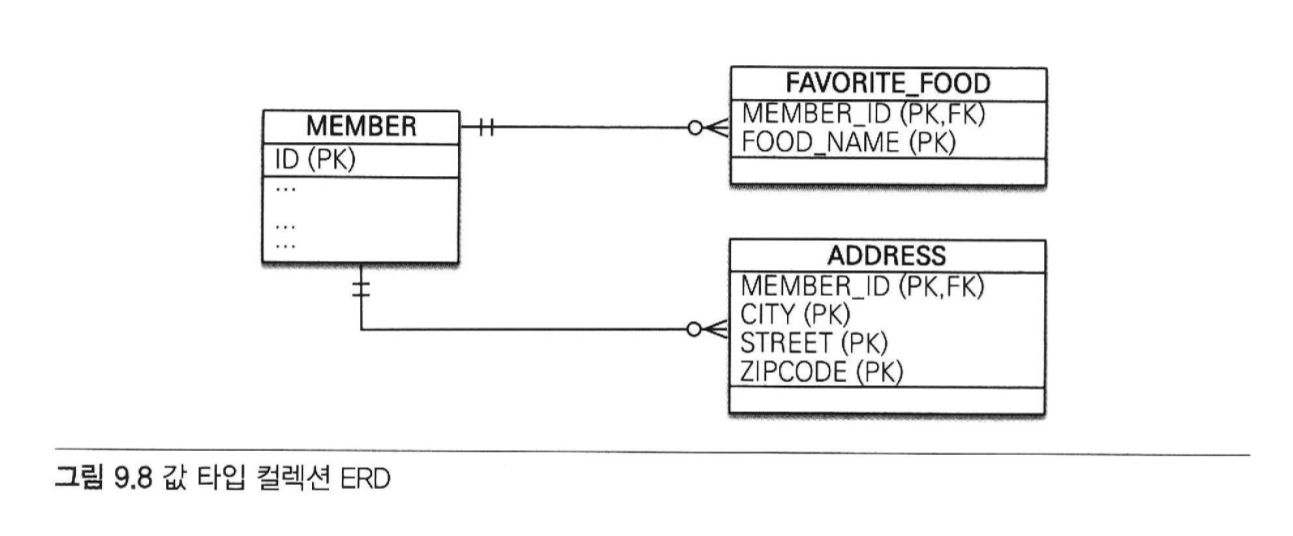 MEMBER
ID (PK)
...
...
...
FAVORITE_FOOD
MEMBER_ID (PK,FK)
FOOD_NAME (PK)
ADDRESS
MEMBER_ID (PK,FK)
CITY (PK)
STREET (PK)
ZIPCODE (PK)
그림 9.8 값 타입 컬렉션 ERD